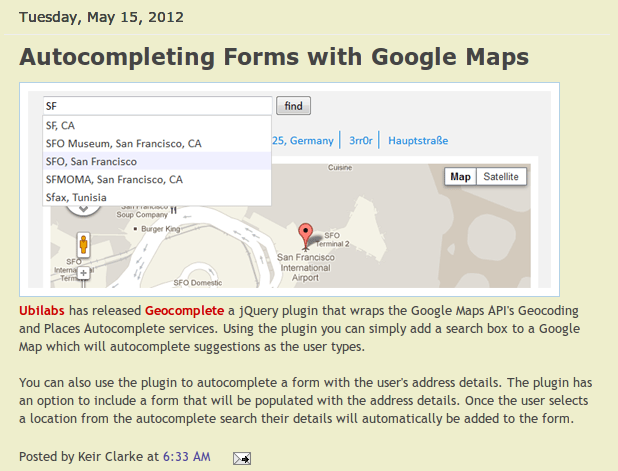 Tuesday, May 15, 2012
Autocompleting Forms with Google Maps
SF
find
SF, CA
SFO Museum, San Francisco, CA
SFO, San Francisco
SFMOMA, San Francisco, CA
Sfax, Tunisia
25, Germany
3rr0r
Hauptstraße
Cuisine
Map
Satellite
San Francisco
Soup Company
Burger King
SFO
Terminal 2
San Francisco
International
Airport
SFO
SFO Domestic
Ubilabs has released Geocomplete a jQuery plugin that wraps the Google Maps API's Geocoding
and Places Autocomplete services. Using the plugin you can simply add a search box to a Google
Map which will autocomplete suggestions as the user types.
You can also use the plugin to autocomplete a form with the user's address details. The plugin has
an option to include a form that will be populated with the address details. Once the user selects
a location from the autocomplete search their details will automatically be added to the form.
Posted by Keir Clarke at 6:33 AM